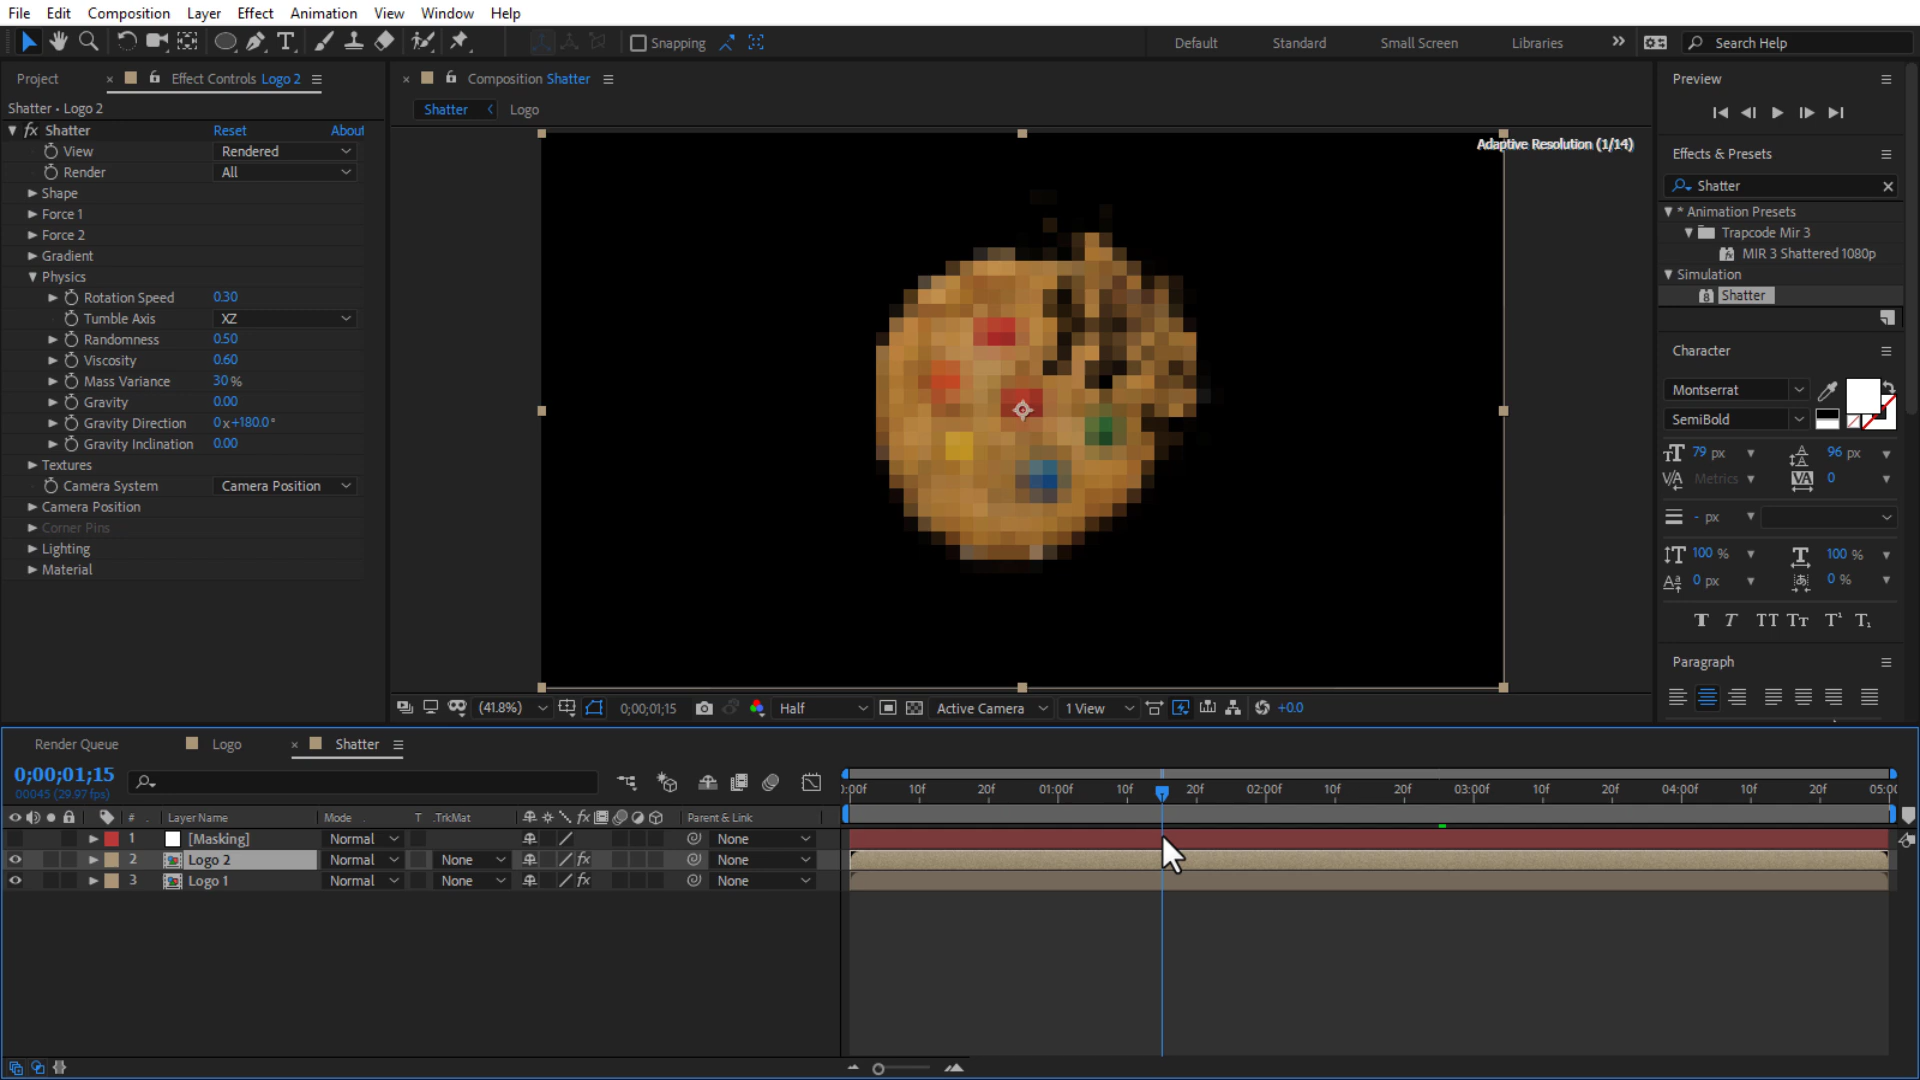 File Edit Composition Layer Effect Animation View Window Help
Snapping Default Standard Small Screen Libraries Search Help
Project Effect Controls Logo 2
Shatter • Logo 2
fx Shatter Reset About
View Rendered
Render All
Shape
Force 1
Force 2
Gradient
Physics
Rotation Speed 0.30
Tumble Axis XZ
Randomness 0.50
Viscosity 0.60
Mass Variance 30 %
Gravity 0.00
Gravity Direction 0 x +180.0 °
Gravity Inclination 0.00
Textures
Camera System Camera Position
Camera Position
Corner Pins
Lighting
Material
Composition Shatter
Shatter Logo
Adaptive Resolution (1/14)
(41.8%) 0;00;01;15 Half Active Camera 1 View +0.0
Preview
Effects & Presets
Shatter
* Animation Presets
Trapcode Mir 3
MIR 3 Shattered 1080p
Simulation
Shatter
Character
Montserrat
SemiBold
79 px 96 px
Metrics 0
- px
100 % 100 %
0 px 0 %
Paragraph
Render Queue Logo Shatter
0;00;01;15
00045 (29.97 fps)
# Layer Name Mode T .TrkMat Parent & Link
1 [Masking] Normal None
2 Logo 2 Normal None fx None
3 Logo 1 Normal None fx None
0:00f 10f 20f 01:00f 10f 20f 02:00f 10f 20f 03:00f 10f 20f 04:00f 10f 20f 05:00